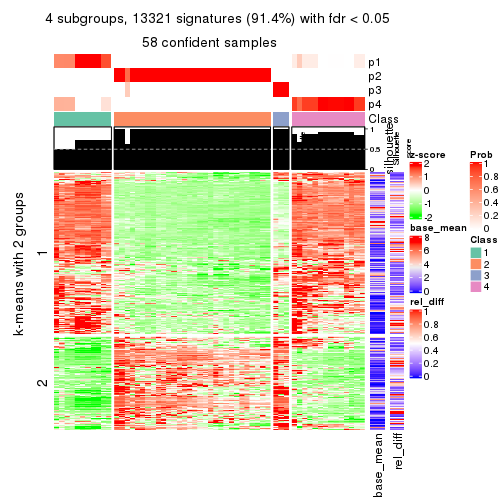 4 subgroups, 13321 signatures (91.4%) with fdr < 0.05
58 confident samples
p1
p2
p3
p4
Class
1
0.5
0
silhouette
Silhouette
score
k-means with 2 groups
1
2
base_mean
rel_diff
z-score
2
1
0
-1
-2
base_mean
8
6
4
2
0
rel_diff
1
0.8
0.6
0.4
0.2
0
Prob
1
0.8
0.6
0.4
0.2
0
Class
1
2
3
4